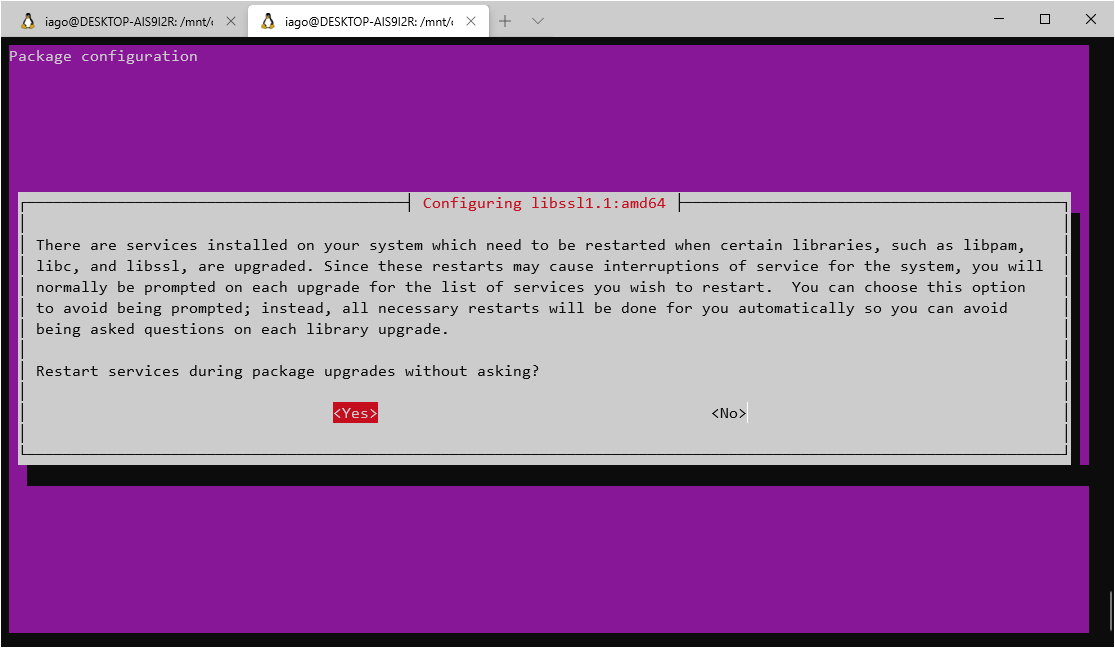 iago@DESKTOP-AIS9I2R: /mnt/
iago@DESKTOP-AIS9I2R: /mnt/
Package configuration
Configuring libssl1.1:amd64
There are services installed on your system which need to be restarted when certain libraries, such as libpam,
libc, and libssl, are upgraded. Since these restarts may cause interruptions of service for the system, you will
normally be prompted on each upgrade for the list of services you wish to restart.  You can choose this option
to avoid being prompted; instead, all necessary restarts will be done for you automatically so you can avoid
being asked questions on each library upgrade.
Restart services during package upgrades without asking?
<Yes> <No>